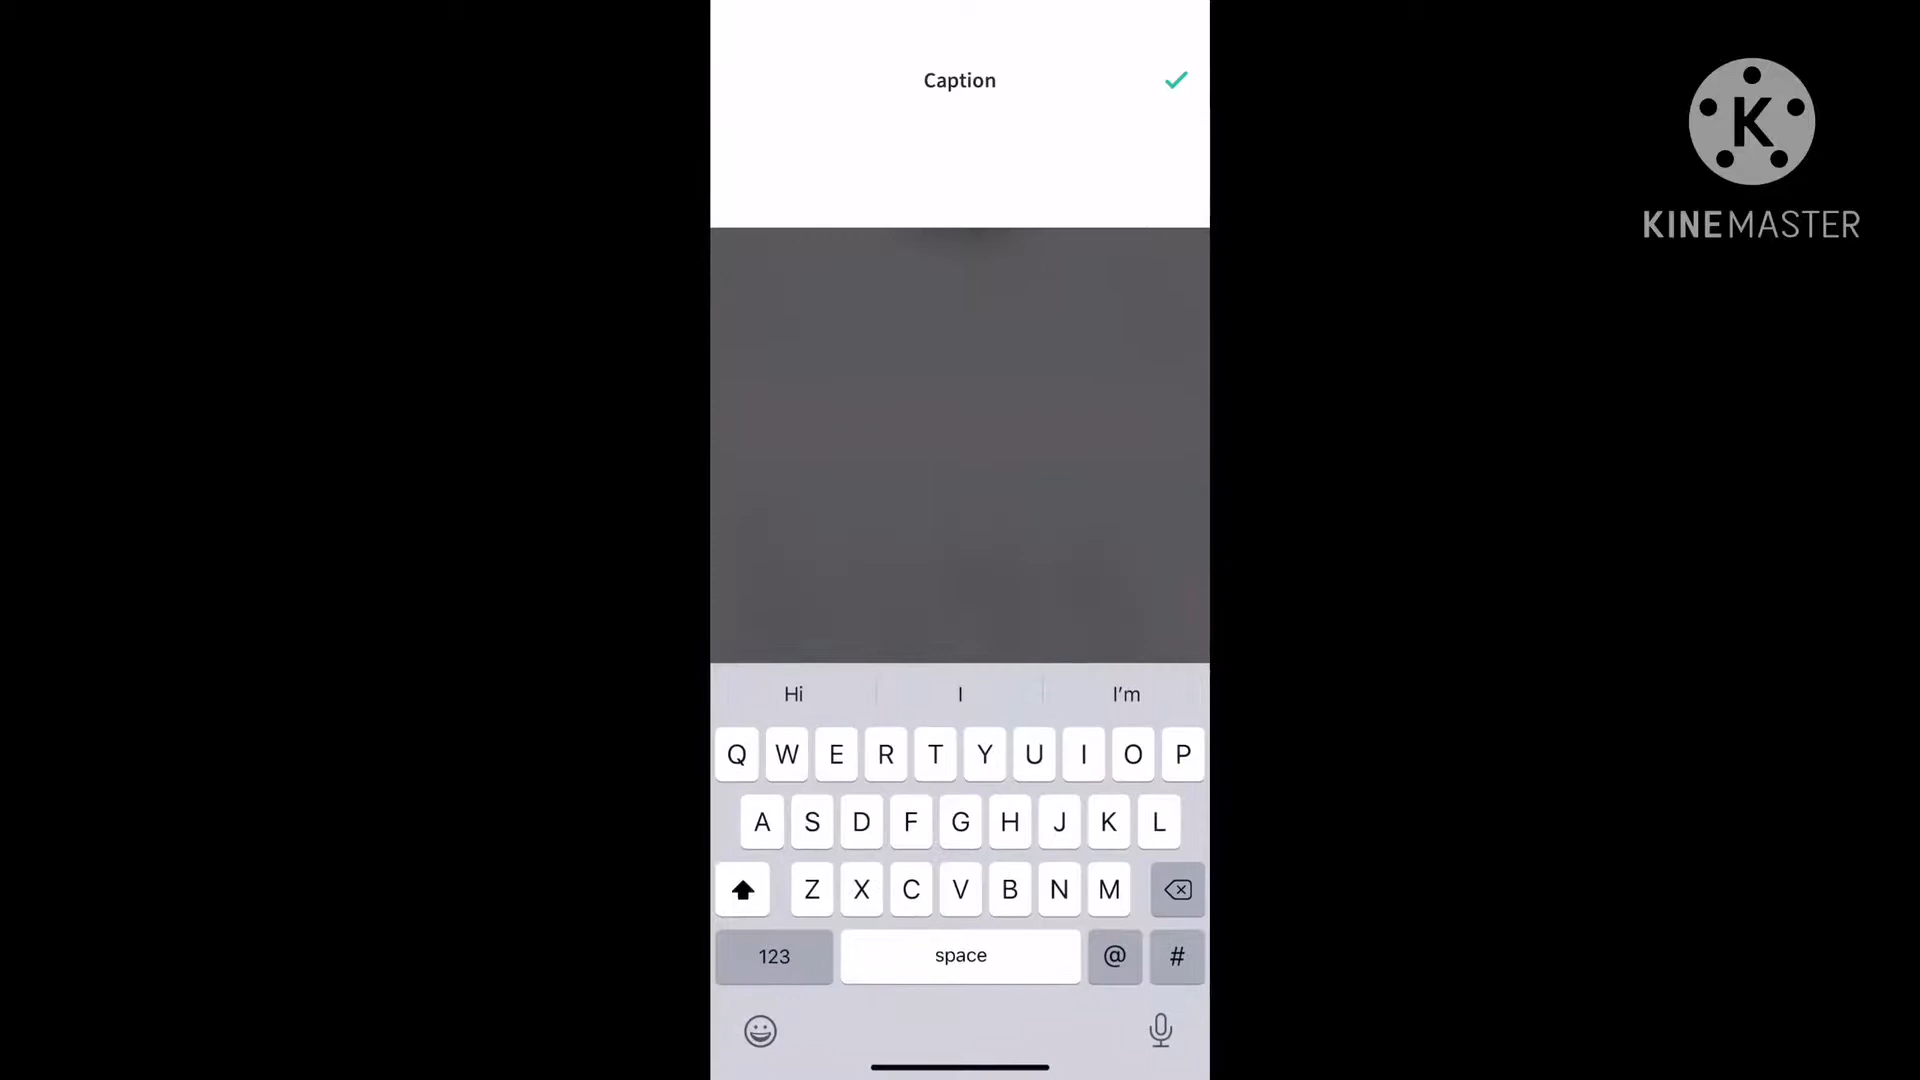 Caption
K
KINEMASTER
Hi I I'm
Q W E R T Y U I O P
A S D F G H J K L
Z X C V B N M
123 space @ #